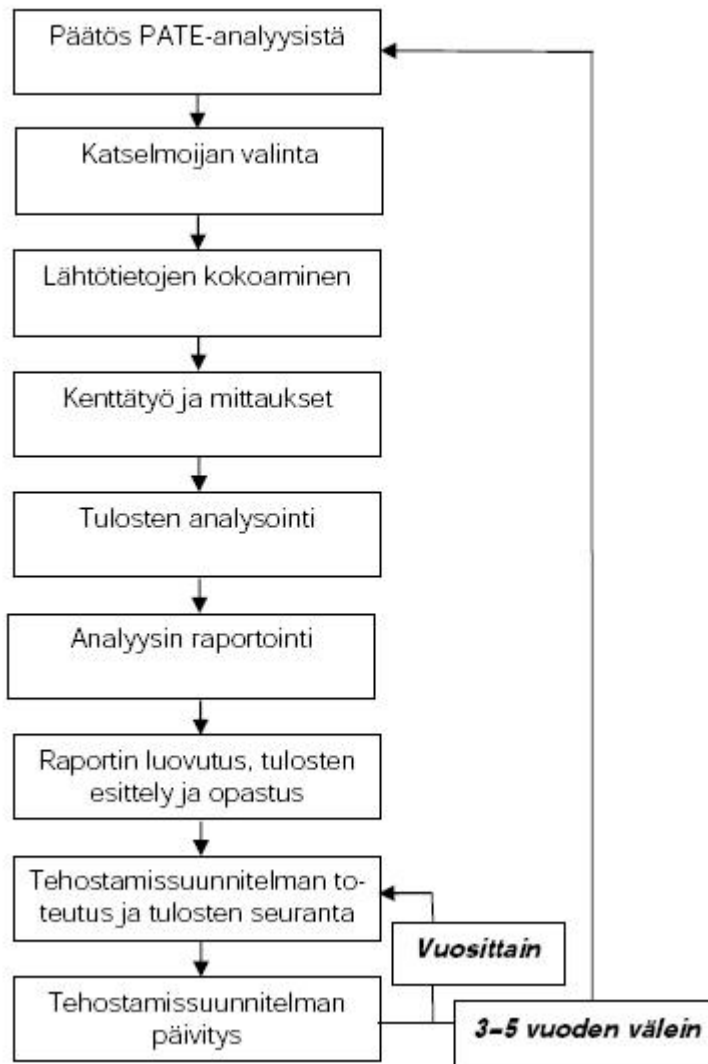 Päätös PATE-analyysistä
Katselmoijan valinta
Lähtötietojen kokoaminen
Kenttätyö ja mittaukset
Tulosten analysointi
Analyysin raportointi
Raportin luovutus, tulosten
esittely ja opastus
Tehostamissuunnitelman to-
teutus ja tulosten seuranta
Vuosittain
Tehostamissuunnitelman
päivitys
3–5 vuoden välein